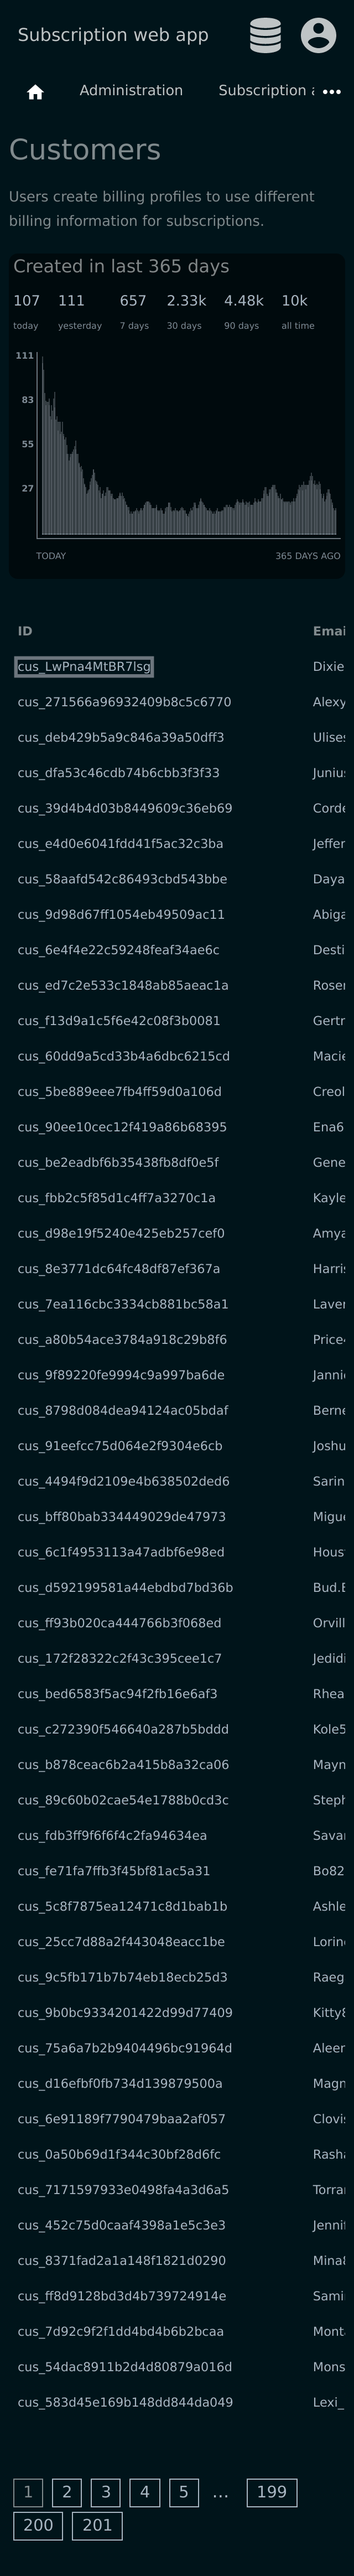 Subscription web app
Administration Subscription a
Customers
Users create billing profiles to use different
billing information for subscriptions.
Created in last 365 days
107 111 657 2.33k 4.48k 10k
today yesterday 7 days 30 days 90 days all time
111
83
55
27
TODAY 365 DAYS AGO
ID Emai
cus_LwPna4MtBR7lsg Dixie
cus_271566a96932409b8c5c6770 Alexy
cus_deb429b5a9c846a39a50dff3 Ulises
cus_dfa53c46cdb74b6cbb3f3f33 Junius
cus_39d4b4d03b8449609c36eb69 Corde
cus_e4d0e6041fdd41f5ac32c3ba Jeffer
cus_58aafd542c86493cbd543bbe Daya
cus_9d98d67ff1054eb49509ac11 Abiga
cus_6e4f4e22c59248feaf34ae6c Desti
cus_ed7c2e533c1848ab85aeac1a Roser
cus_f13d9a1c5f6e42c08f3b0081 Gertr
cus_60dd9a5cd33b4a6dbc6215cd Macie
cus_5be889eee7fb4ff59d0a106d Creol
cus_90ee10cec12f419a86b68395 Ena6
cus_be2eadbf6b35438fb8df0e5f Gene
cus_fbb2c5f85d1c4ff7a3270c1a Kayle
cus_d98e19f5240e425eb257cef0 Amya
cus_8e3771dc64fc48df87ef367a Harris
cus_7ea116cbc3334cb881bc58a1 Laver
cus_a80b54ace3784a918c29b8f6 Price
cus_9f89220fe9994c9a997ba6de Janni
cus_8798d084dea94124ac05bdaf Berne
cus_91eefcc75d064e2f9304e6cb Joshu
cus_4494f9d2109e4b638502ded6 Sarin
cus_bff80bab334449029de47973 Migue
cus_6c1f4953113a47adbf6e98ed Hous
cus_d592199581a44ebdbd7bd36b Bud.E
cus_ff93b020ca444766b3f068ed Orvill
cus_172f28322c2f43c395cee1c7 Jedidi
cus_bed6583f5ac94f2fb16e6af3 Rhea
cus_c272390f546640a287b5bddd Kole5
cus_b878ceac6b2a415b8a32ca06 Mayn
cus_89c60b02cae54e1788b0cd3c Steph
cus_fdb3ff9f6f6f4c2fa94634ea Savar
cus_fe71fa7ffb3f45bf81ac5a31 Bo82
cus_5c8f7875ea12471c8d1bab1b Ashle
cus_25cc7d88a2f443048eacc1be Lorin
cus_9c5fb171b7b74eb18ecb25d3 Raeg
cus_9b0bc9334201422d99d77409 Kitty8
cus_75a6a7b2b9404496bc91964d Aleer
cus_d16efbf0fb734d139879500a Magn
cus_6e91189f7790479baa2af057 Clovis
cus_0a50b69d1f344c30bf28d6fc Rasha
cus_7171597933e0498fa4a3d6a5 Torra
cus_452c75d0caaf4398a1e5c3e3 Jennif
cus_8371fad2a1a148f1821d0290 Mina8
cus_ff8d9128bd3d4b739724914e Sami
cus_7d92c9f2f1dd4bd4b6b2bcaa Mont
cus_54dac8911b2d4d80879a016d Mons
cus_583d45e169b148dd844da049 Lexi_
1 2 3 4 5 … 199
200 201